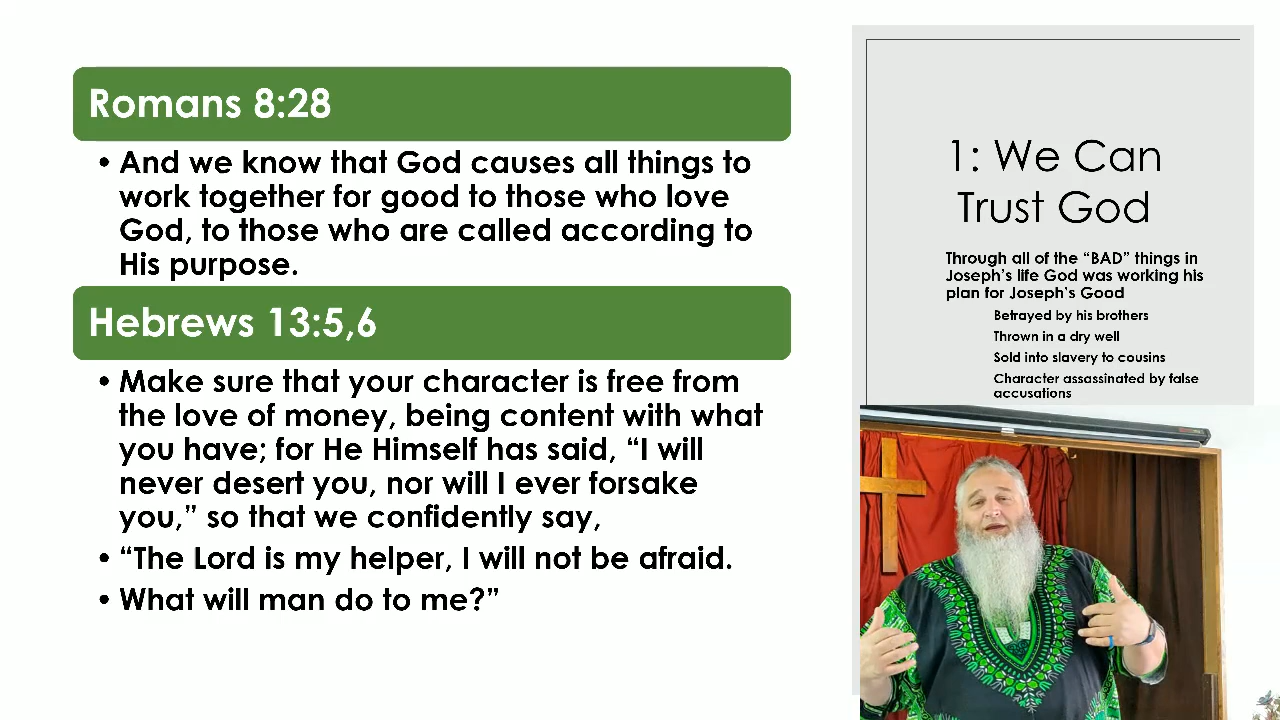 Romans 8:28
• And we know that God causes all things to
work together for good to those who love
God, to those who are called according to
His purpose.
Hebrews 13:5,6
• Make sure that your character is free from
the love of money, being content with what
you have; for He Himself has said, “I will
never desert you, nor will I ever forsake
you,” so that we confidently say,
• “The Lord is my helper, I will not be afraid.
• What will man do to me?”
1: We Can
Trust God
Through all of the “BAD” things in
Joseph’s life God was working his
plan for Joseph’s Good
Betrayed by his brothers
Thrown in a dry well
Sold into slavery to cousins
Character assassinated by false
accusations